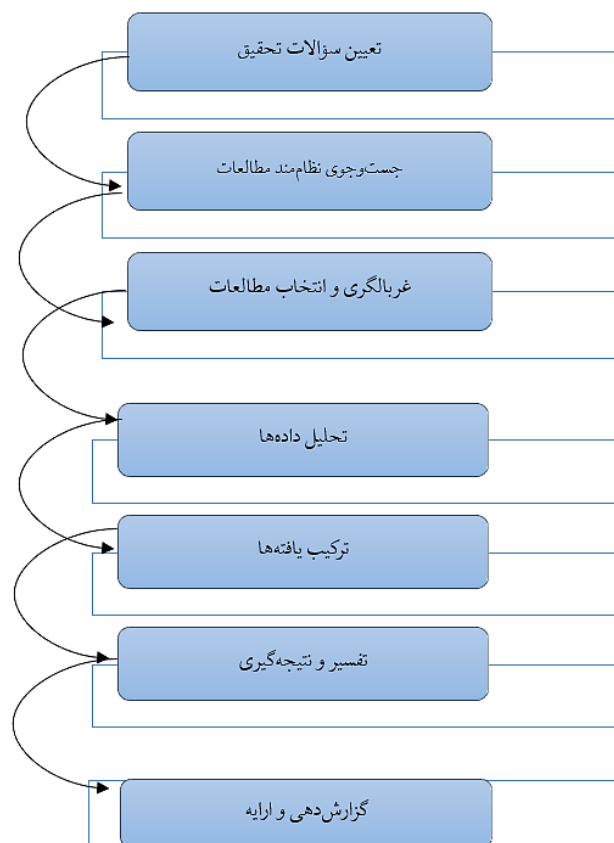 تعیین سؤالات تحقیق
جست‌وجوی نظام‌مند مطالعات
غربالگری و انتخاب مطالعات
تحلیل داده‌ها
ترکیب یافته‌ها
تفسیر و نتیجه‌گیری
گزارش‌دهی و ارایه